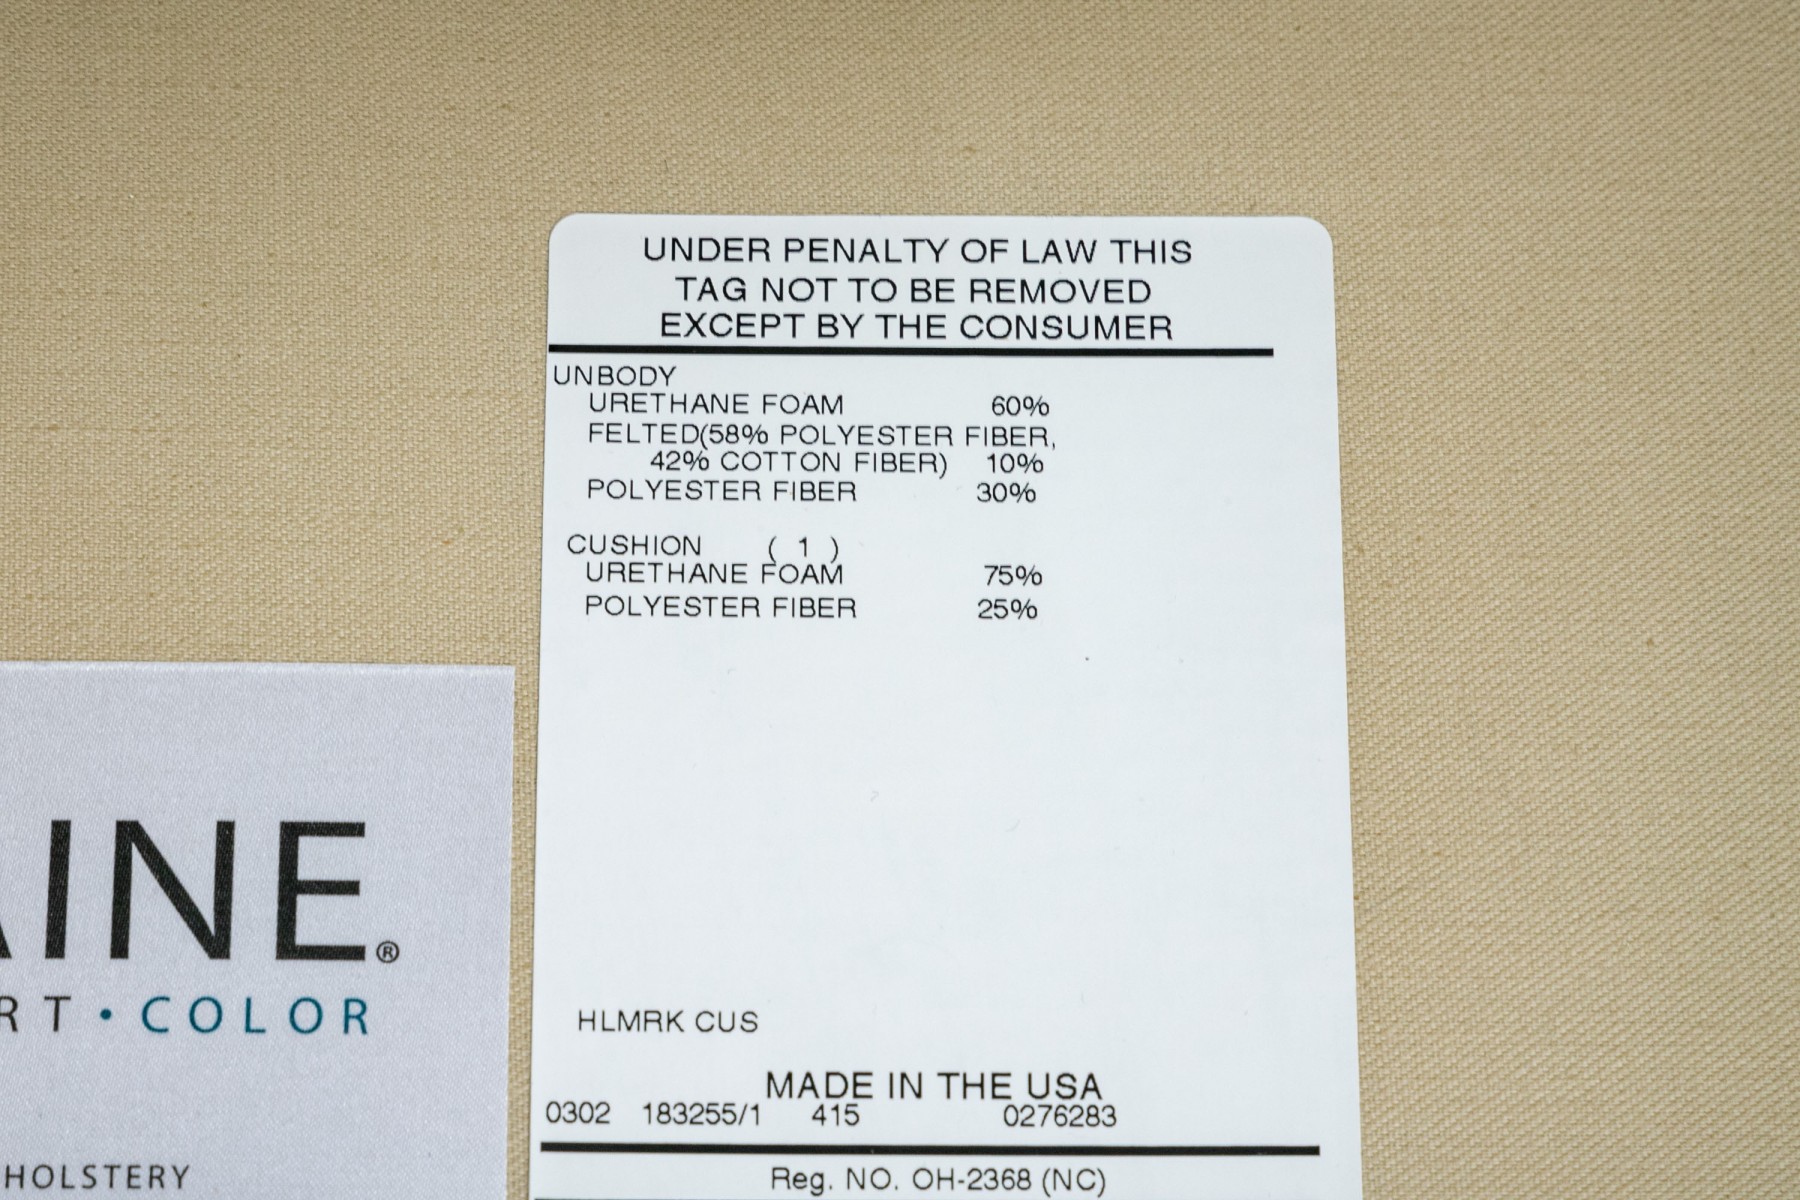 UNDER PENALTY OF LAW THIS
TAG NOT TO BE REMOVED
EXCEPT BY THE CONSUMER
UNBODY
URETHANE FOAM 60%
FELTED(58% POLYESTER FIBER,
42% COTTON FIBER) 10%
POLYESTER FIBER 30%
CUSHION ( 1 )
URETHANE FOAM 75%
POLYESTER FIBER 25%
HLMRK CUS
MADE IN THE USA
0302 183255/1 415 0276283
Reg. NO. OH-2368 (NC)
AINE®
RT · COLOR
HOLSTERY